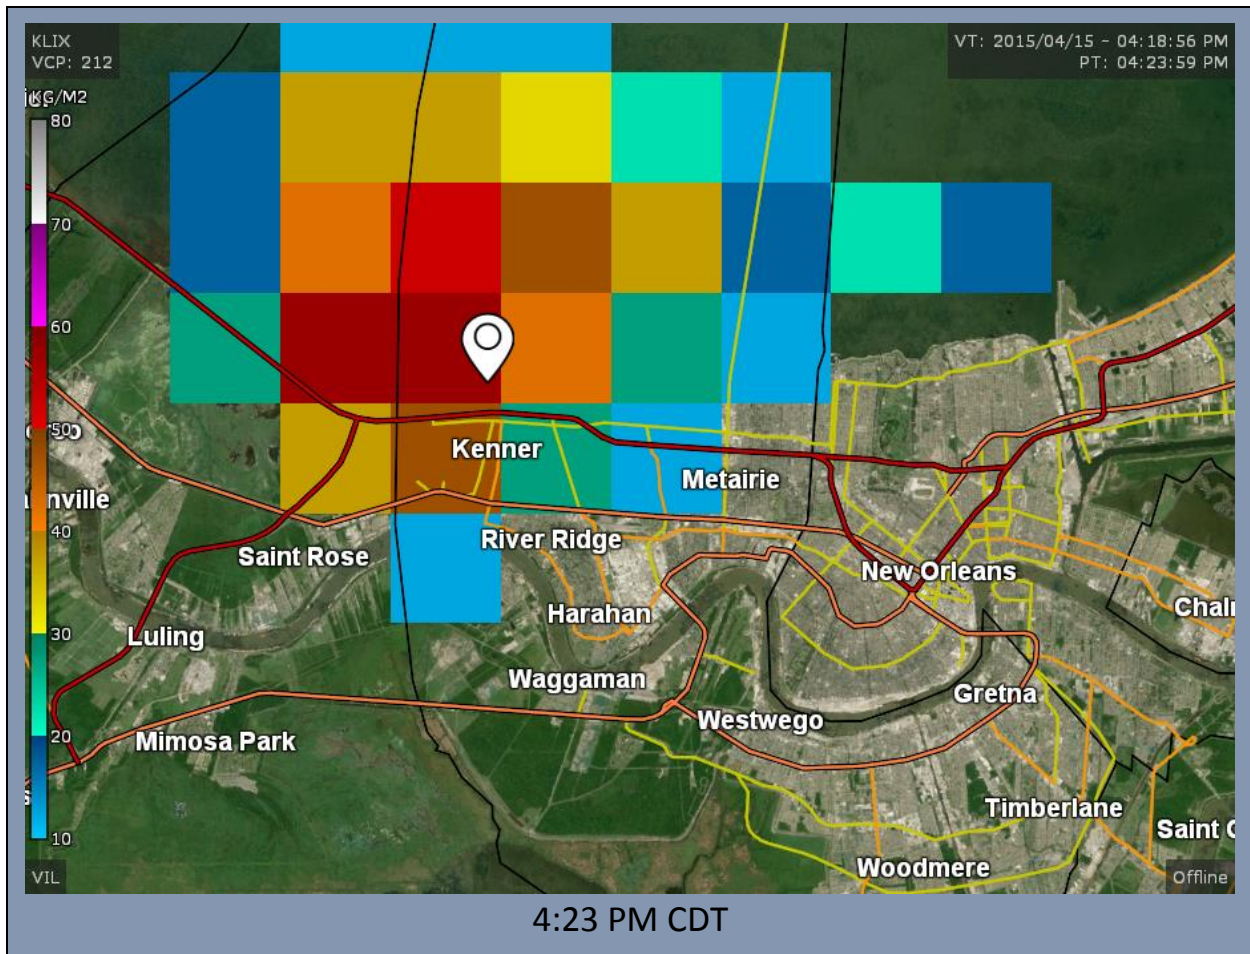 KLIX
VCP: 212
VT: 2015/04/15 - 04:18:56 PM
PT: 04:23:59 PM
KG/M2
80
70
60
50
40
30
20
10
Kenner
Metairie
Saint Rose
River Ridge
New Orleans
Harahan
Luling
Waggaman
Gretna
Westwego
Mimosa Park
Timberlane
Woodmere
VIL
Offline
4:23 PM CDT